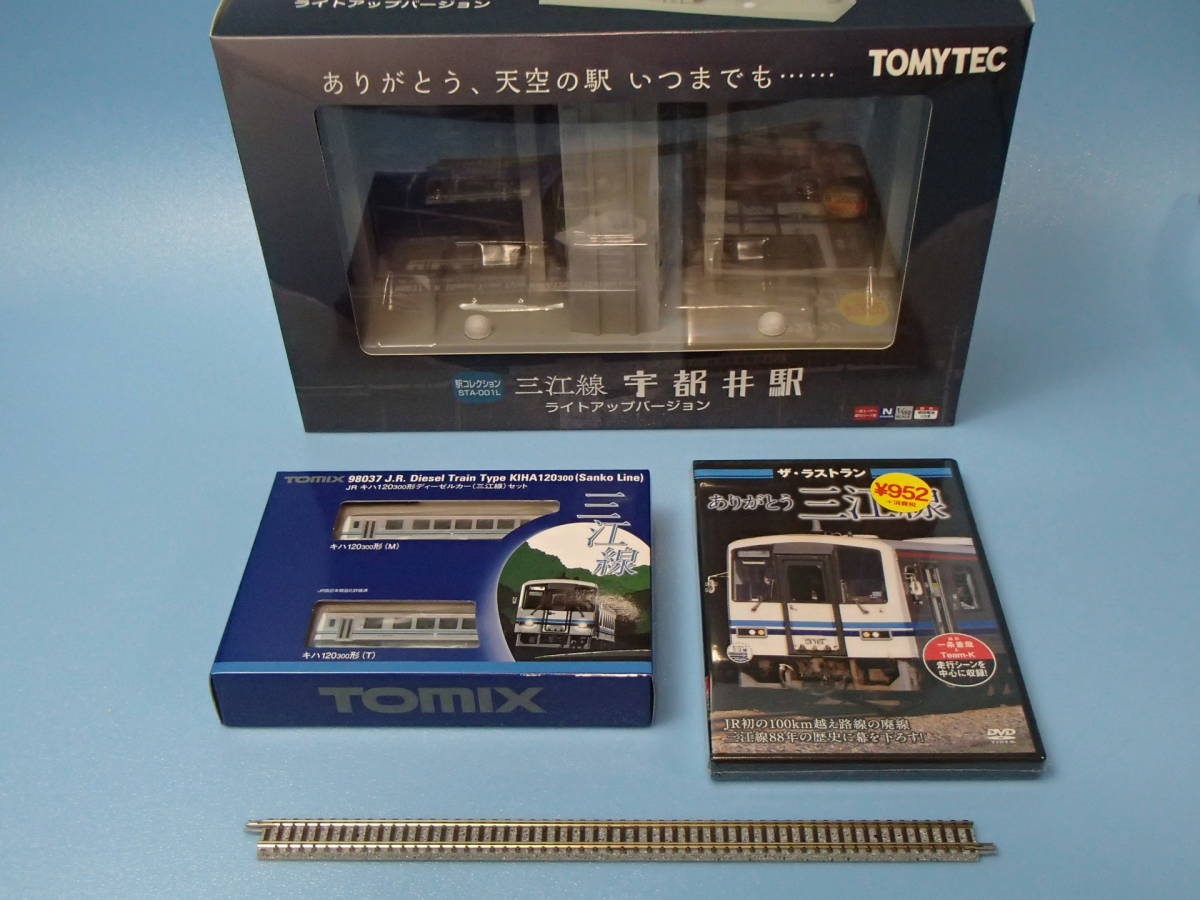 ライトアップバージョン
TOMYTEC
ありがとう、天空の駅 いつまでも……
駅コレクション
STA-001L
三江線 宇都井駅
ライトアップバージョン
N
TOMIX 98037 J.R. Diesel Train Type KIHA120300 (Sanko Line)
JR キハ120300形ディーゼルカー(三江線)セット
三江線
キハ120300形(M)
キハ120300形(T)
TOMIX
ザ・ラストラン
ありがとう 三江線
¥952
+消費税
Team-K
走行シーンを
中心に収録!
JR初の100km越え路線の廃線
三江線88年の歴史に幕を下ろす!
DVD
VIDEO